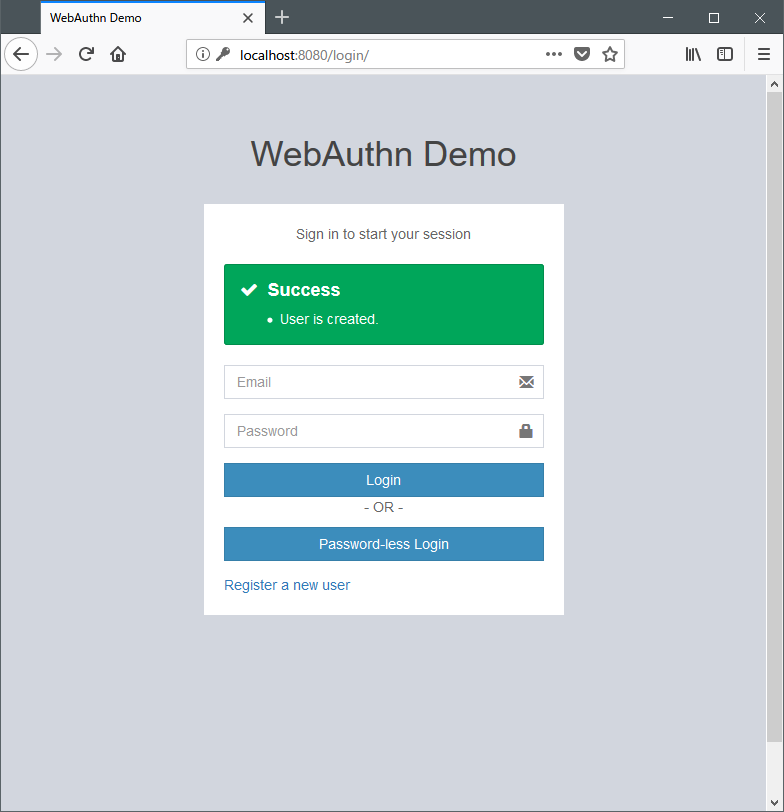 WebAuthn Demo
localhost:8080/login/
WebAuthn Demo
Sign in to start your session
Success
User is created.
Email
Password
Login
- OR -
Password-less Login
Register a new user